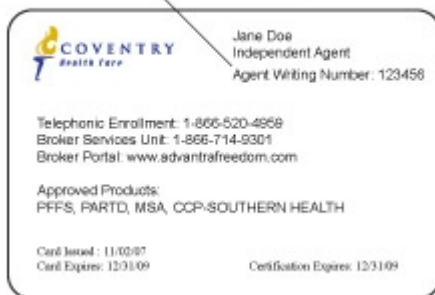 COVENTRY
Health Care
Jane Doe
Independent Agent
Agent Writing Number: 123456
Telephonic Enrollment: 1-866-520-4959
Broker Services Unit: 1-866-714-9301
Broker Portal: www.advantrafreedom.com
Approved Products:
PFFS, PARTD, MSA, CCP-SOUTHERN HEALTH
Card Issued : 11/02/07
Card Expires: 12/31/09
Certification Expires: 12/31/09